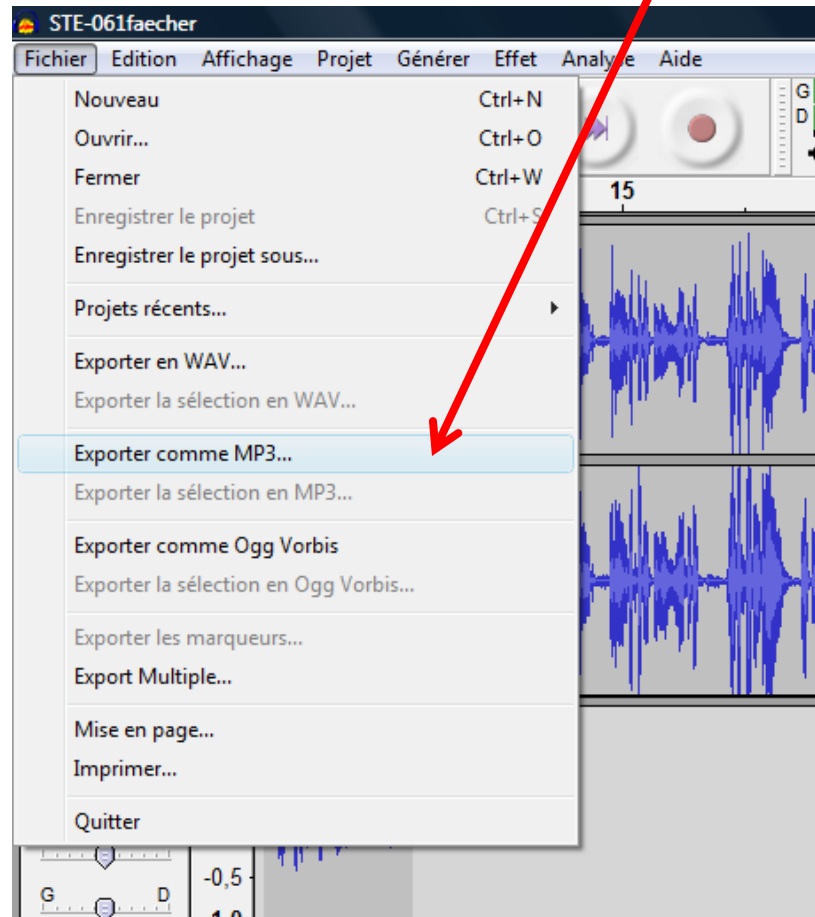 STE-061faecher
Fichier Edition Affichage Projet Générer Effet Analyse Aide
Nouveau Ctrl+N
Ouvrir... Ctrl+O
Fermer Ctrl+W
Enregistrer le projet Ctrl+S
Enregistrer le projet sous...
Projets récents...
Exporter en WAV...
Exporter la sélection en WAV...
Exporter comme MP3...
Exporter la sélection en MP3...
Exporter comme Ogg Vorbis
Exporter la sélection en Ogg Vorbis...
Exporter les marqueurs...
Export Multiple...
Mise en page...
Imprimer...
Quitter
G
D
15
-0,5
G D